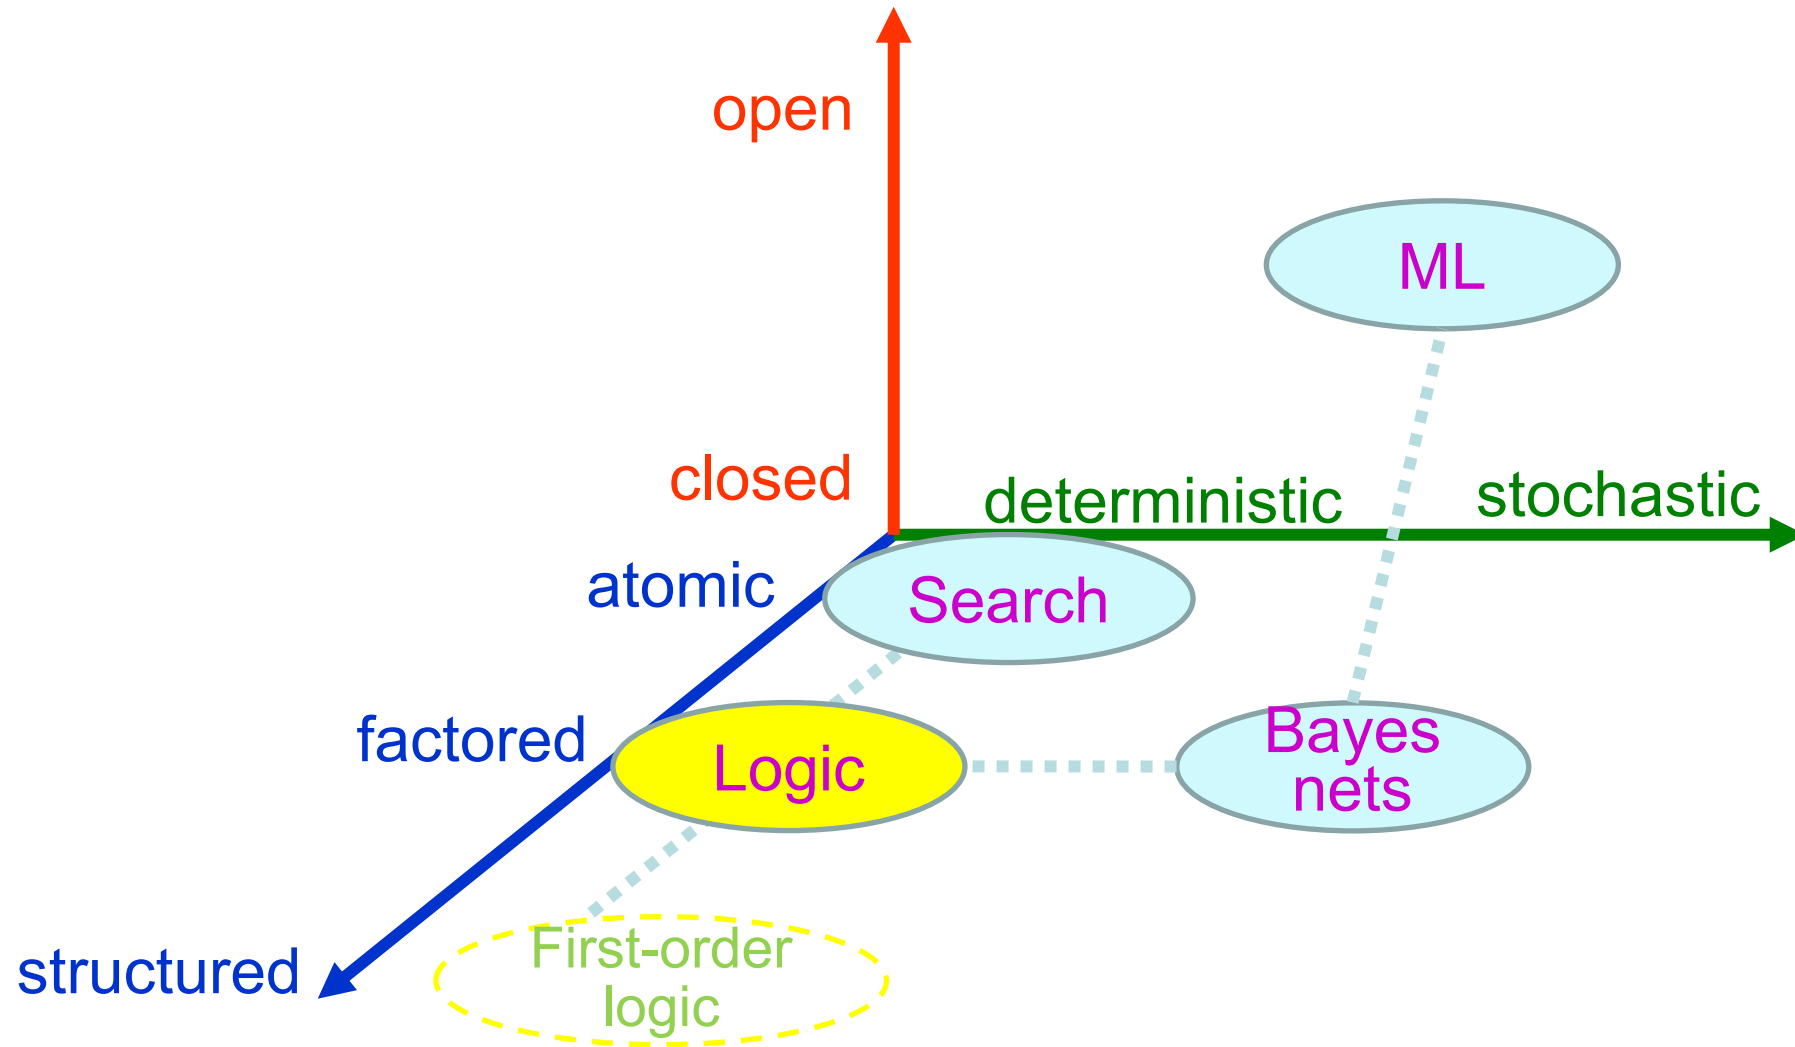 open
ML
closed
deterministic
stochastic
atomic
Search
factored
Logic
Bayes
nets
structured
First-order
logic